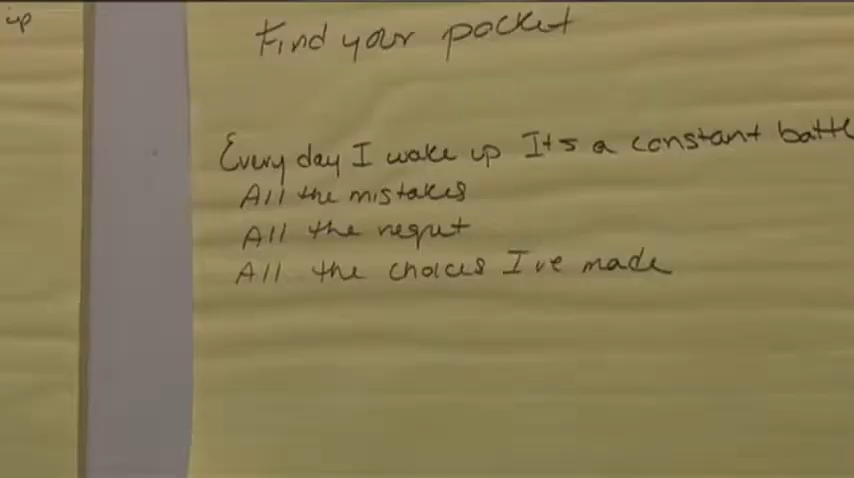 up
Find your pocket
Every day I wake up It's a constant battle
All the mistakes
All the regret
All the choices I've made